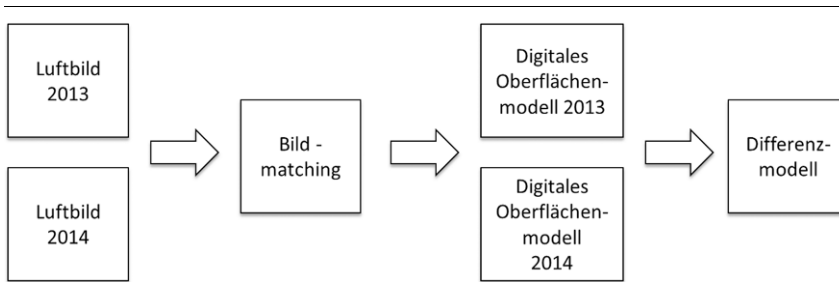 Luftbild
2013
Luftbild
2014
Bild -
matching
Digitales
Oberflächen-
modell 2013
Digitales
Oberflächen-
modell
2014
Differenz-
modell